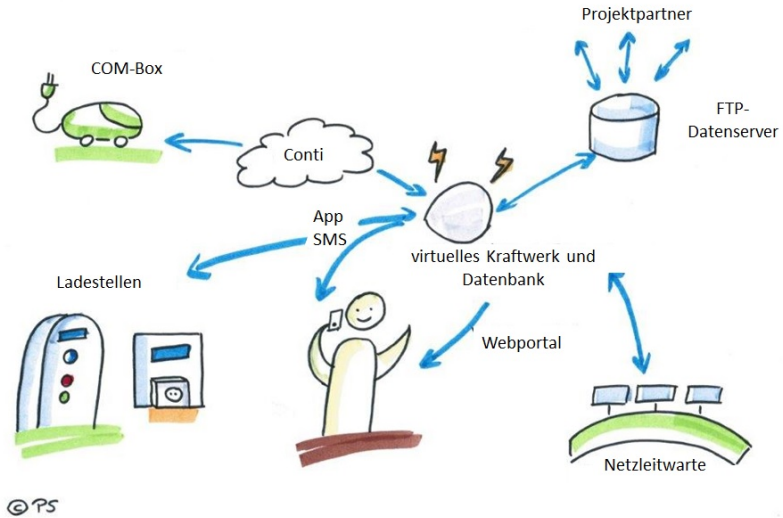 Projektpartner
COM-Box
FTP-
Datenserver
Conti
App
SMS
virtuelles Kraftwerk und
Datenbank
Ladestellen
Webportal
Netzleitwarte
© PS